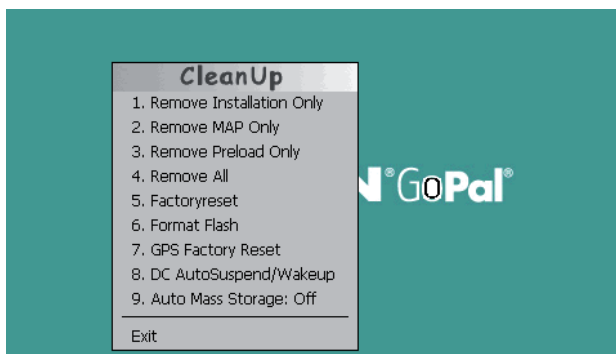 CleanUp
1. Remove Installation Only
2. Remove MAP Only
3. Remove Preload Only
4. Remove All
5. Factoryreset
6. Format Flash
7. GPS Factory Reset
8. DC AutoSuspend/Wakeup
9. Auto Mass Storage: Off
Exit
N® GoPal®